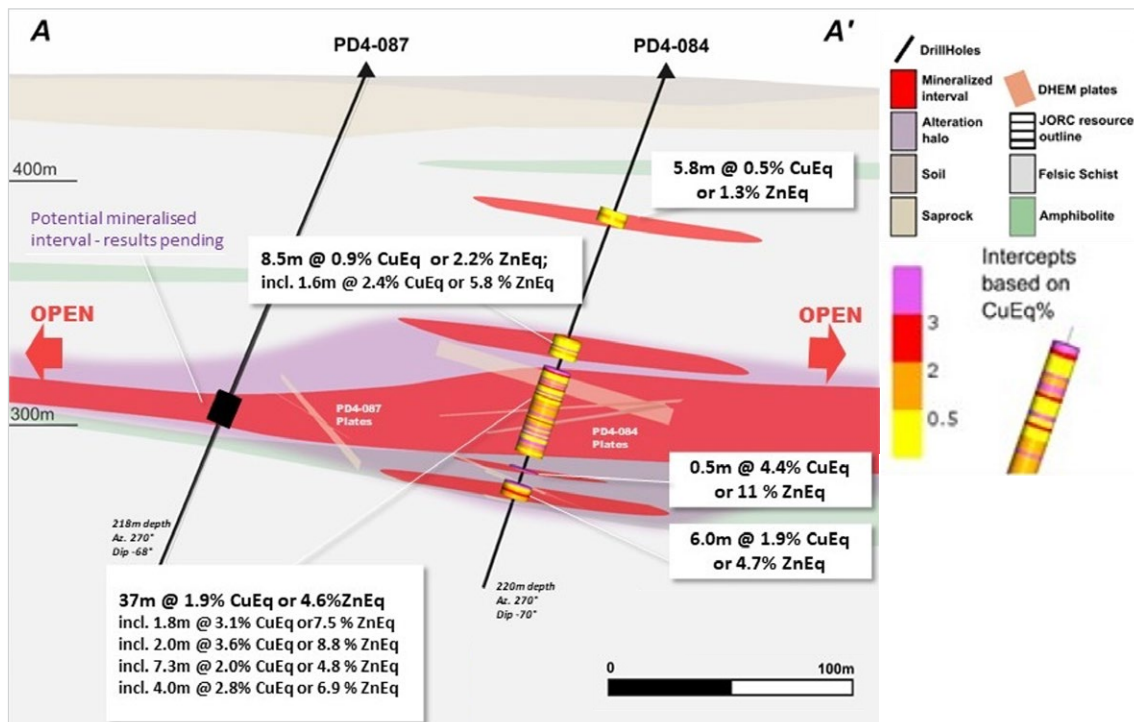 A
PD4-087
PD4-084
A'
400m
5.8m @ 0.5% CuEq
or 1.3% ZnEq
Potential mineralised
interval - results pending
8.5m @ 0.9% CuEq or 2.2% ZnEq;
incl. 1.6m @ 2.4% CuEq or 5.8 % ZnEq
OPEN
OPEN
300m
PD4-087
Plates
PD4-084
Plates
0.5m @ 4.4% CuEq
or 11 % ZnEq
6.0m @ 1.9% CuEq
or 4.7% ZnEq
218m depth
Az. 270°
Dip -68°
220m depth
Az. 270°
Dip -70°
37m @ 1.9% CuEq or 4.6%ZnEq
incl. 1.8m @ 3.1% CuEq or7.5 % ZnEq
incl. 2.0m @ 3.6% CuEq or 8.8 % ZnEq
incl. 7.3m @ 2.0% CuEq or 4.8 % ZnEq
incl. 4.0m @ 2.8% CuEq or 6.9 % ZnEq
0
100m
DrillHoles
Mineralized
interval
DHEM plates
Alteration
halo
JORC resource
outline
Soil
Felsic Schist
Saprock
Amphibolite
Intercepts
based on
CuEq%
3
2
0.5